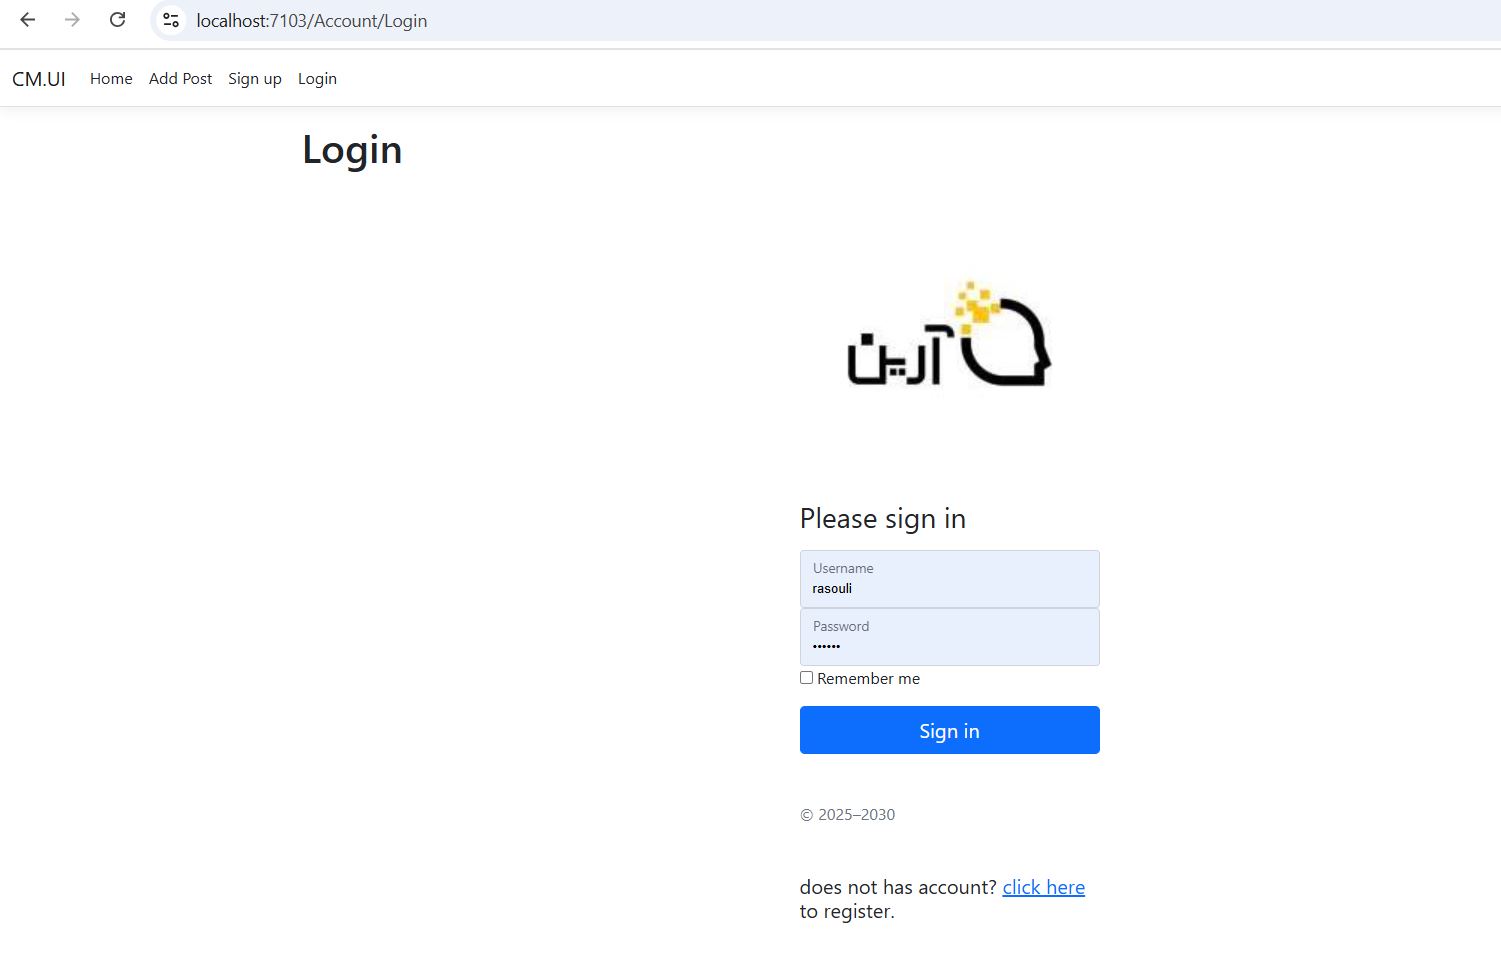 localhost:7103/Account/Login
CM.UI Home Add Post Sign up Login
Login
آرین
Please sign in
Username
rasouli
Password
••••••
Remember me
Sign in
© 2025–2030
does not has account? click here
to register.